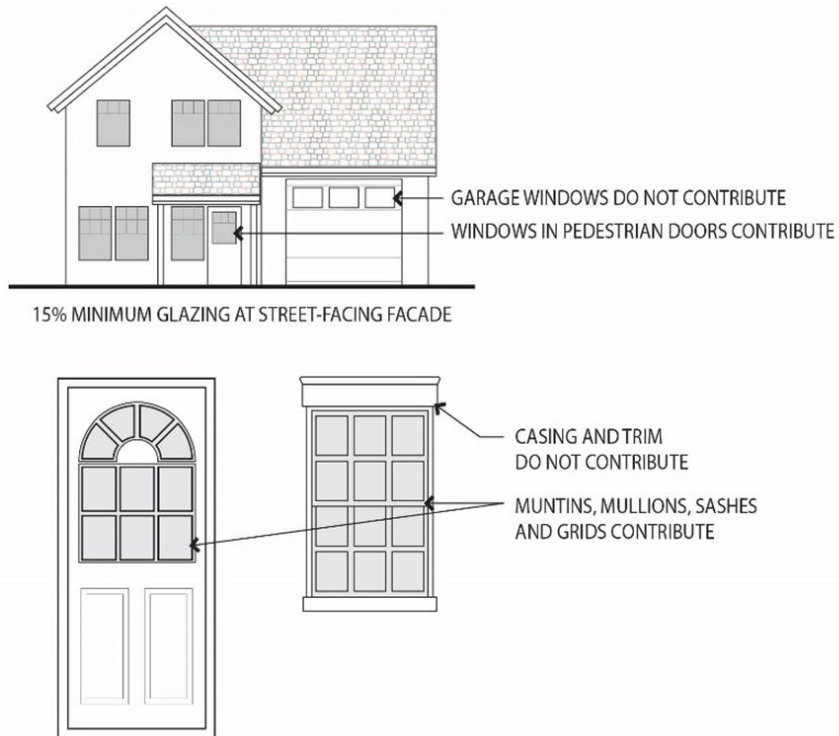 GARAGE WINDOWS DO NOT CONTRIBUTE
WINDOWS IN PEDESTRIAN DOORS CONTRIBUTE
15% MINIMUM GLAZING AT STREET-FACING FACADE
CASING AND TRIM
DO NOT CONTRIBUTE
MUNTINS, MULLIONS, SASHES
AND GRIDS CONTRIBUTE